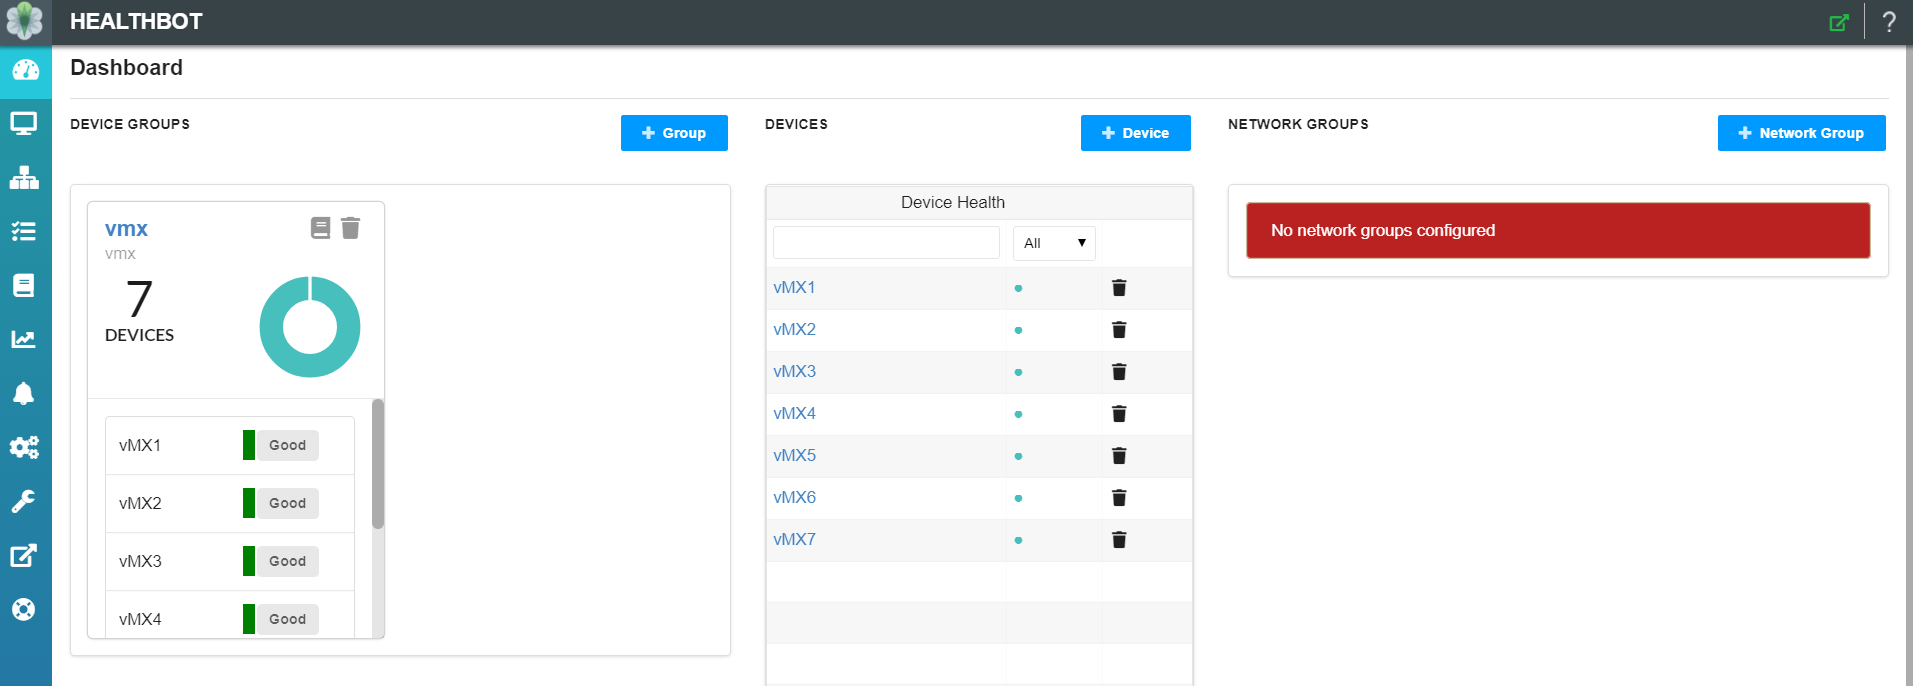 HEALTHBOT
?
Dashboard
DEVICE GROUPS
Group
vmx
vmx
7
DEVICES
vMX1 Good
vMX2 Good
vMX3 Good
vMX4 Good
DEVICES
Device
Device Health
All
vMX1
vMX2
vMX3
vMX4
vMX5
vMX6
vMX7
NETWORK GROUPS
Network Group
No network groups configured